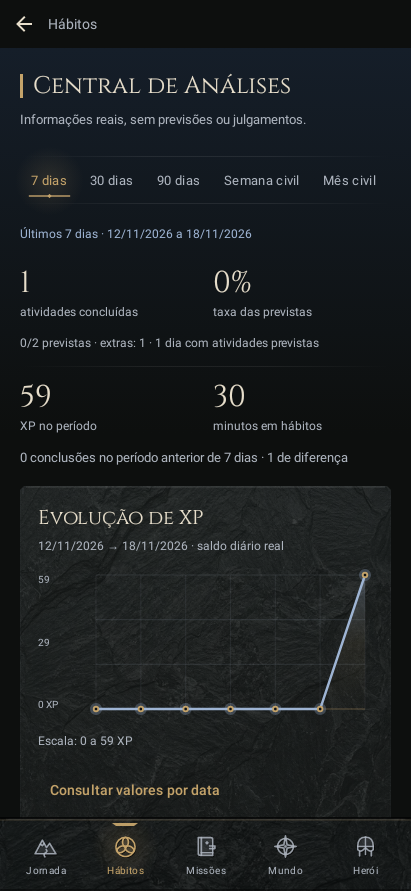 Hábitos
Central de Análises
Informações reais, sem previsões ou julgamentos.
7 dias 30 dias 90 dias Semana civil Mês civil
Últimos 7 dias · 12/11/2026 a 18/11/2026
1 0%
atividades concluídas taxa das previstas
0/2 previstas · extras: 1 · 1 dia com atividades previstas
59 30
XP no período minutos em hábitos
0 conclusões no período anterior de 7 dias · 1 de diferença
Evolução de XP
12/11/2026 → 18/11/2026 · saldo diário real
59
29
0 XP
Escala: 0 a 59 XP
Consultar valores por data
Jornada Hábitos Missões Mundo Herói